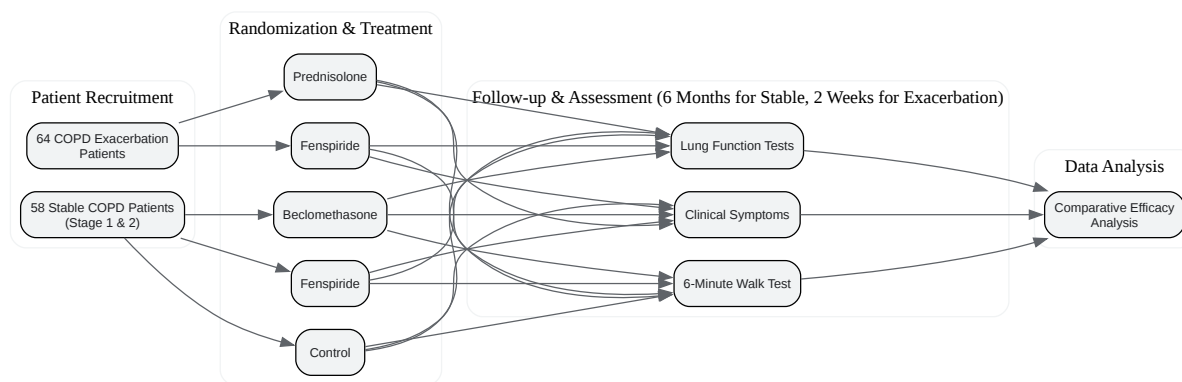 Randomization & Treatment
Prednisolone
Patient Recruitment
Follow-up & Assessment (6 Months for Stable, 2 Weeks for Exacerbation)
64 COPD Exacerbation
Patients
Fenspiride
Lung Function Tests
Data Analysis
58 Stable COPD Patients
(Stage 1 & 2)
Beclomethasone
Clinical Symptoms
Comparative Efficacy
Analysis
Fenspiride
6-Minute Walk Test
Control